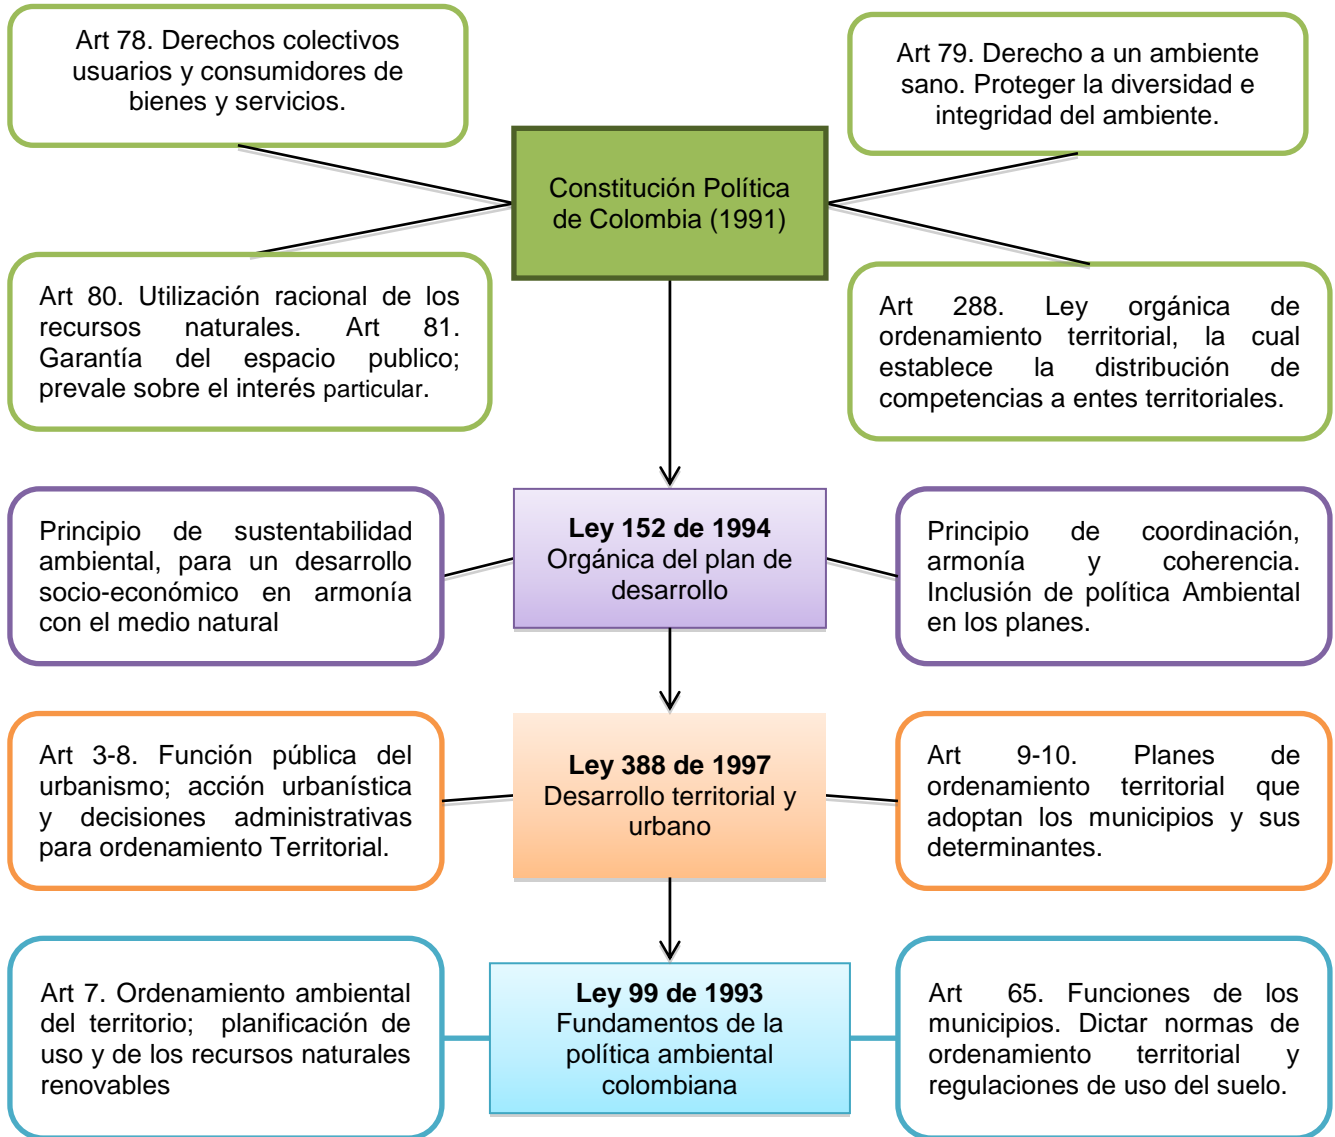 Art 78. Derechos colectivos
usuarios y consumidores de
bienes y servicios.
Art 79. Derecho a un ambiente
sano. Proteger la diversidad e
integridad del ambiente.
Constitución Política
de Colombia (1991)
Art 80. Utilización racional de los
recursos naturales. Art 81.
Garantía del espacio publico;
prevale sobre el interés particular.
Art 288. Ley orgánica de
ordenamiento territorial, la cual
establece la distribución de
competencias a entes territoriales.
Principio de sustentabilidad
ambiental, para un desarrollo
socio-económico en armonía
con el medio natural
Ley 152 de 1994
Orgánica del plan de
desarrollo
Principio de coordinación,
armonía y coherencia.
Inclusión de política Ambiental
en los planes.
Art 3-8. Función pública del
urbanismo; acción urbanística
y decisiones administrativas
para ordenamiento Territorial.
Ley 388 de 1997
Desarrollo territorial y
urbano
Art 9-10. Planes de
ordenamiento territorial que
adoptan los municipios y sus
determinantes.
Art 7. Ordenamiento ambiental
del territorio; planificación de
uso y de los recursos naturales
renovables
Ley 99 de 1993
Fundamentos de la
política ambiental
colombiana
Art 65. Funciones de los
municipios. Dictar normas de
ordenamiento territorial y
regulaciones de uso del suelo.